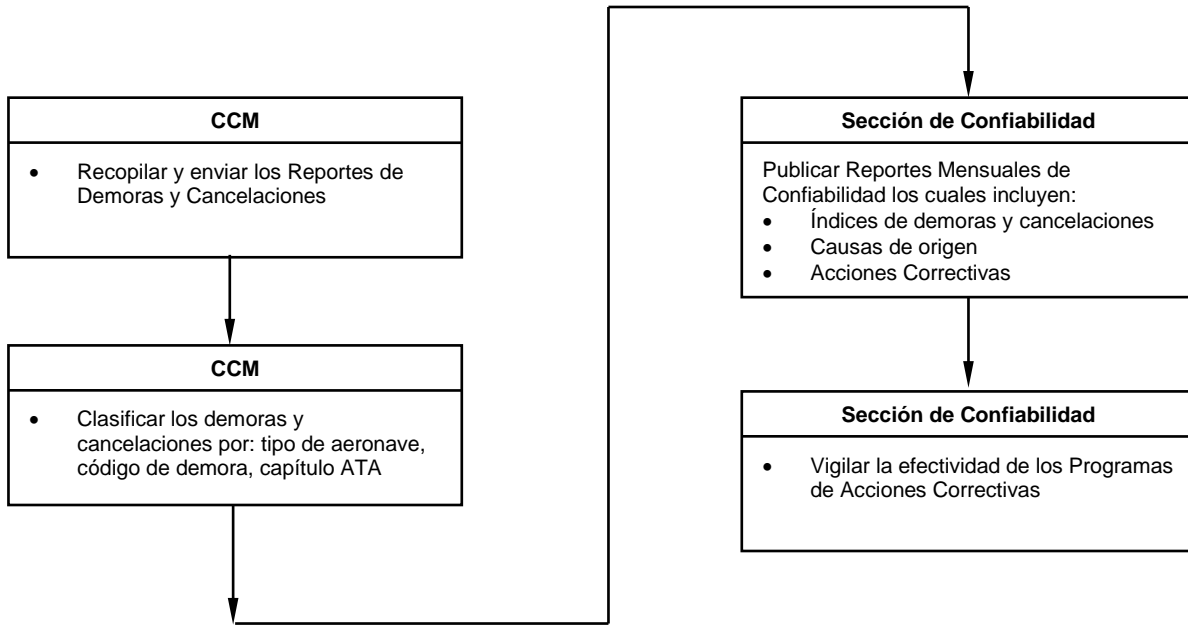 CCM
• Recopilar y enviar los Reportes de
Demoras y Cancelaciones
CCM
• Clasificar los demoras y
cancelaciones por: tipo de aeronave,
código de demora, capítulo ATA
Sección de Confiabilidad
Publicar Reportes Mensuales de
Confiabilidad los cuales incluyen:
• Índices de demoras y cancelaciones
• Causas de origen
• Acciones Correctivas
Sección de Confiabilidad
• Vigilar la efectividad de los Programas
de Acciones Correctivas